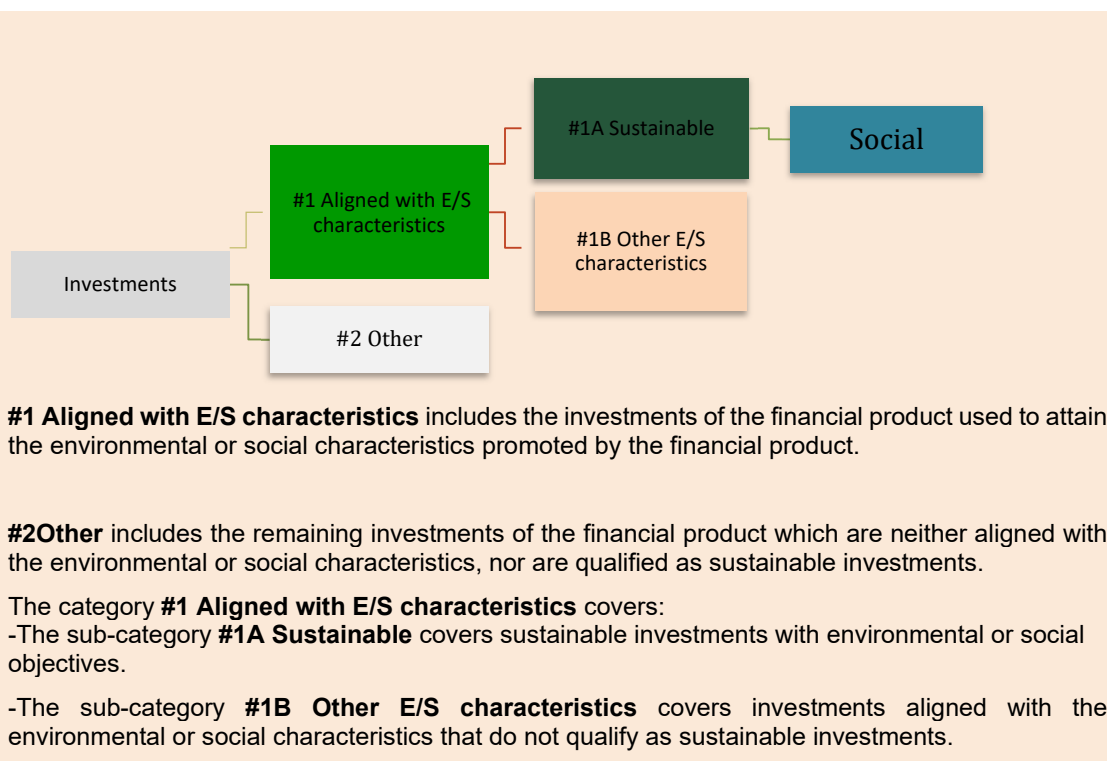 #1A Sustainable
Social
#1 Aligned with E/S
characteristics
#1B Other E/S
characteristics
Investments
#2 Other
#1 Aligned with E/S characteristics includes the investments of the financial product used to attain
the environmental or social characteristics promoted by the financial product.
#2Other includes the remaining investments of the financial product which are neither aligned with
the environmental or social characteristics, nor are qualified as sustainable investments.
The category #1 Aligned with E/S characteristics covers:
-The sub-category #1A Sustainable covers sustainable investments with environmental or social
objectives.
-The sub-category #1B Other E/S characteristics covers investments aligned with the
environmental or social characteristics that do not qualify as sustainable investments.